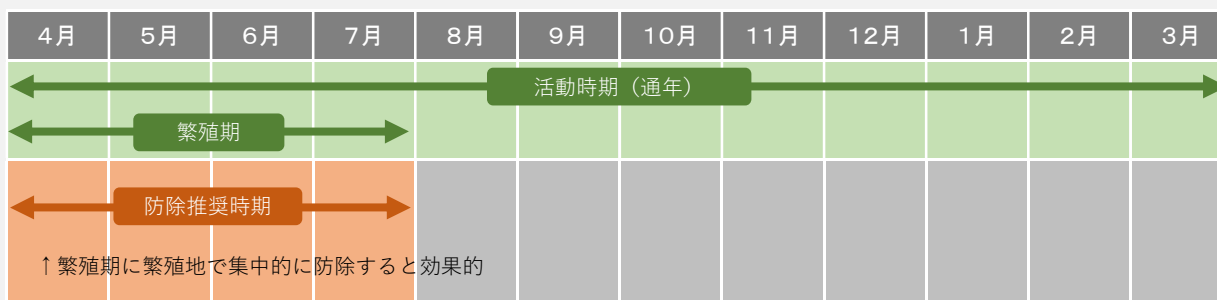 4月 5月 6月 7月 8月 9月 10月 11月 12月 1月 2月 3月
活動時期（通年）
繁殖期
防除推奨時期
↑繁殖期に繁殖地で集中的に防除すると効果的